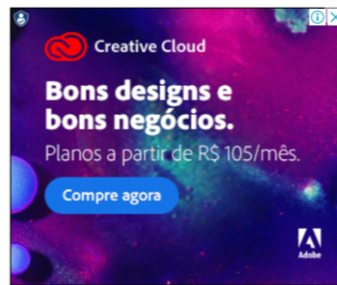 Creative Cloud
Bons designs e
bons negócios.
Planos a partir de R$ 105/mês.
Compre agora
Adobe